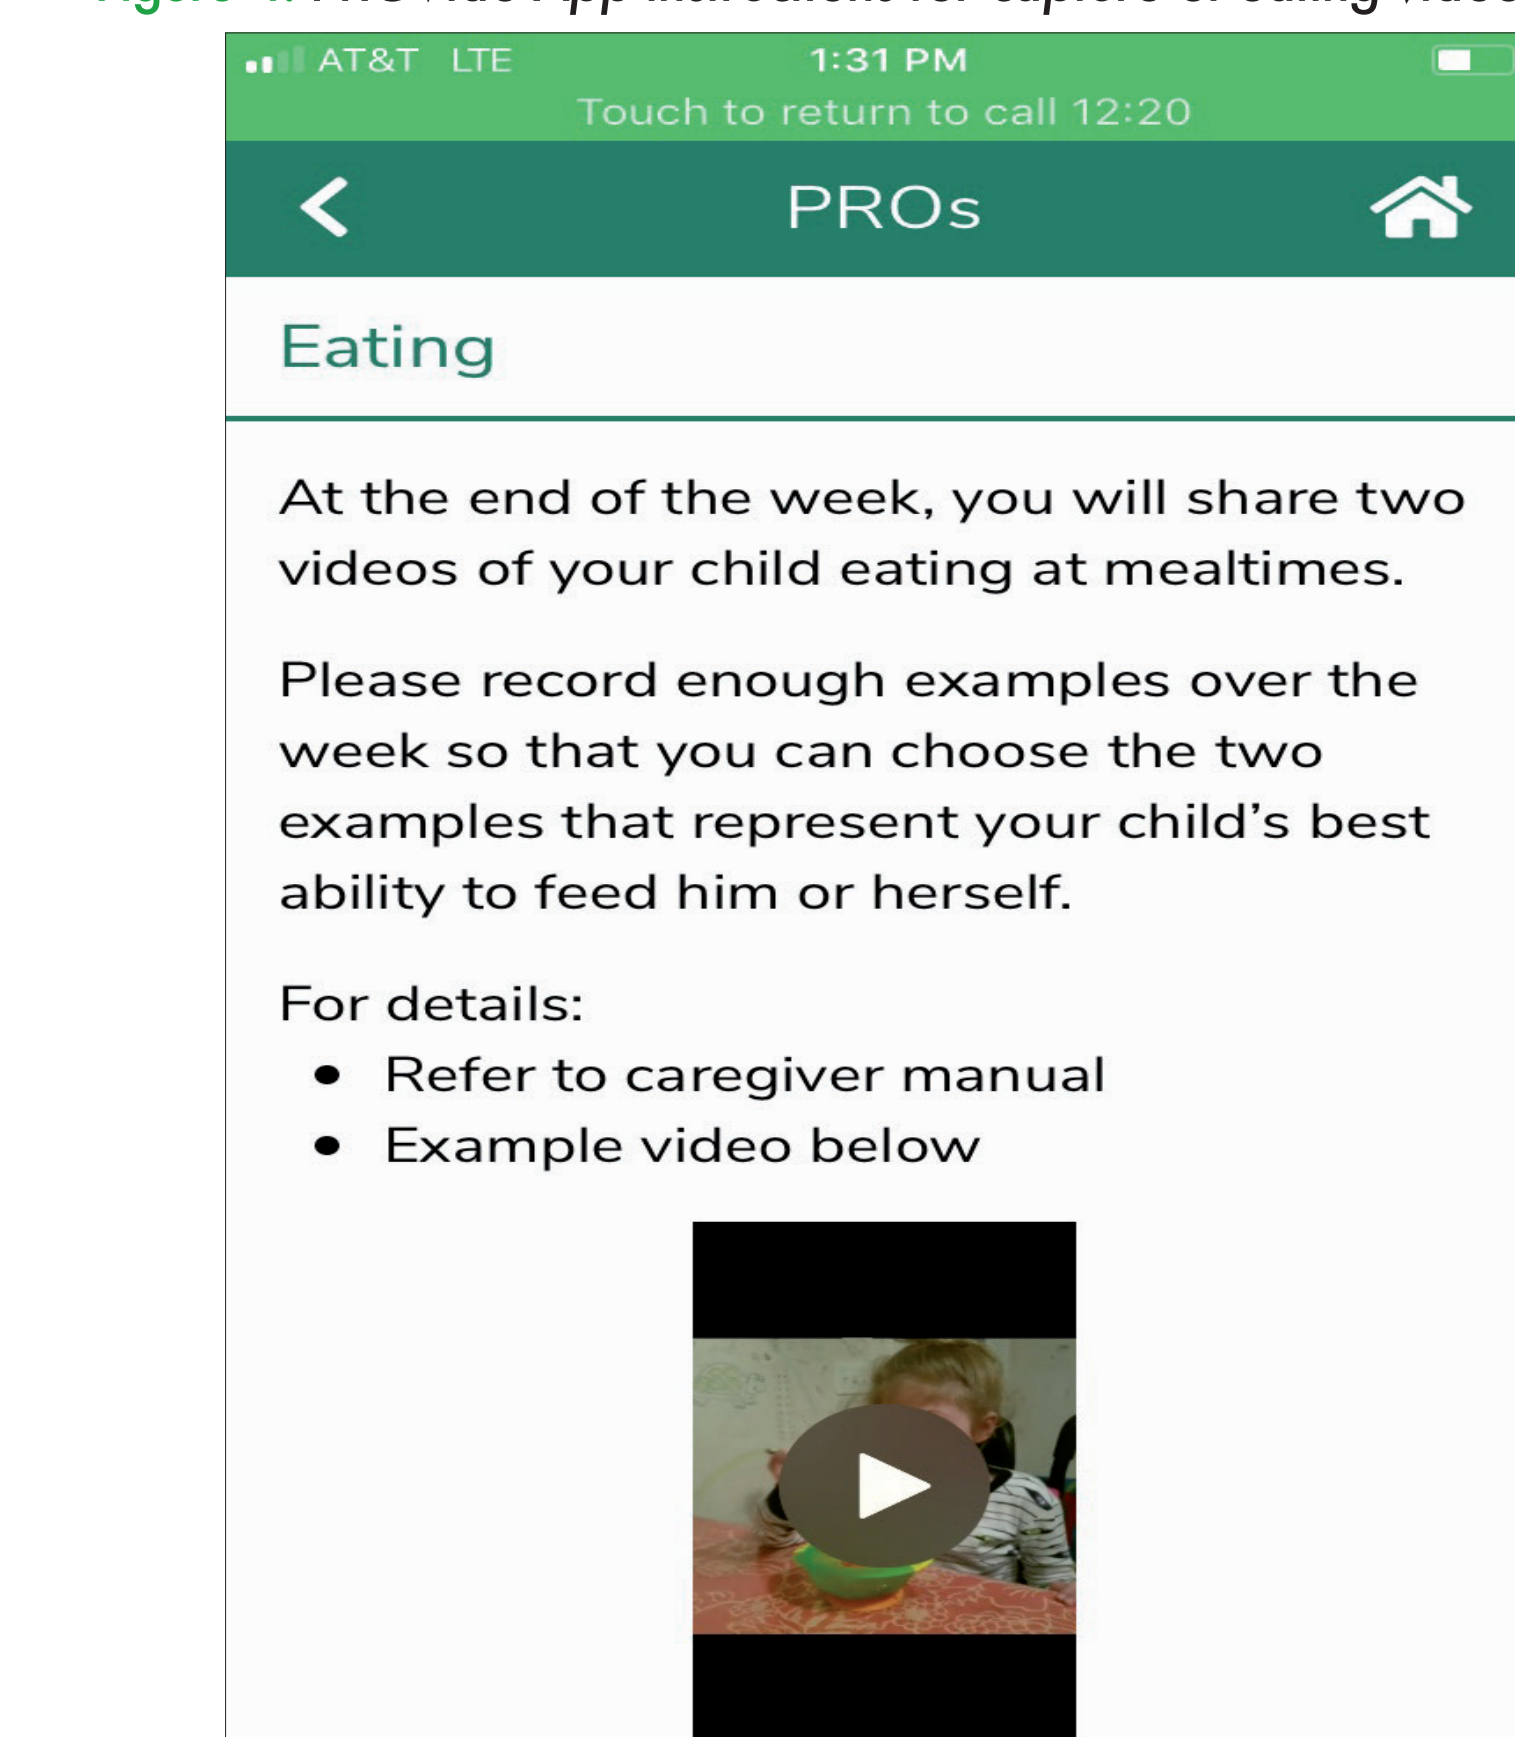 AT&T LTE 1:31 PM
Touch to return to call 12:20
PROs
Eating
At the end of the week, you will share two
videos of your child eating at mealtimes.
Please record enough examples over the
week so that you can choose the two
examples that represent your child’s best
ability to feed him or herself.
For details:
• Refer to caregiver manual
• Example video below